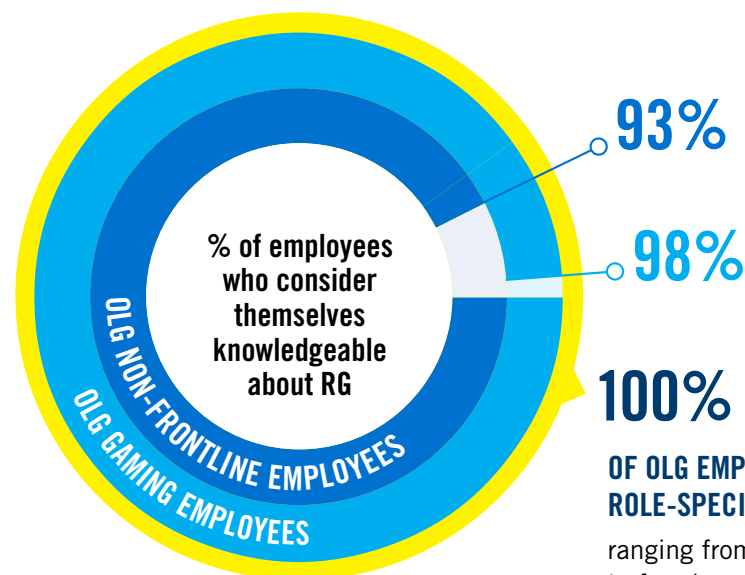 % of employees
who consider
themselves
knowledgeable
about RG
OLG NON-FRONTLINE EMPLOYEES
OLG GAMING EMPLOYEES
93%
98%
100%
OF OLG EMP
ROLE-SPECI
ranging from